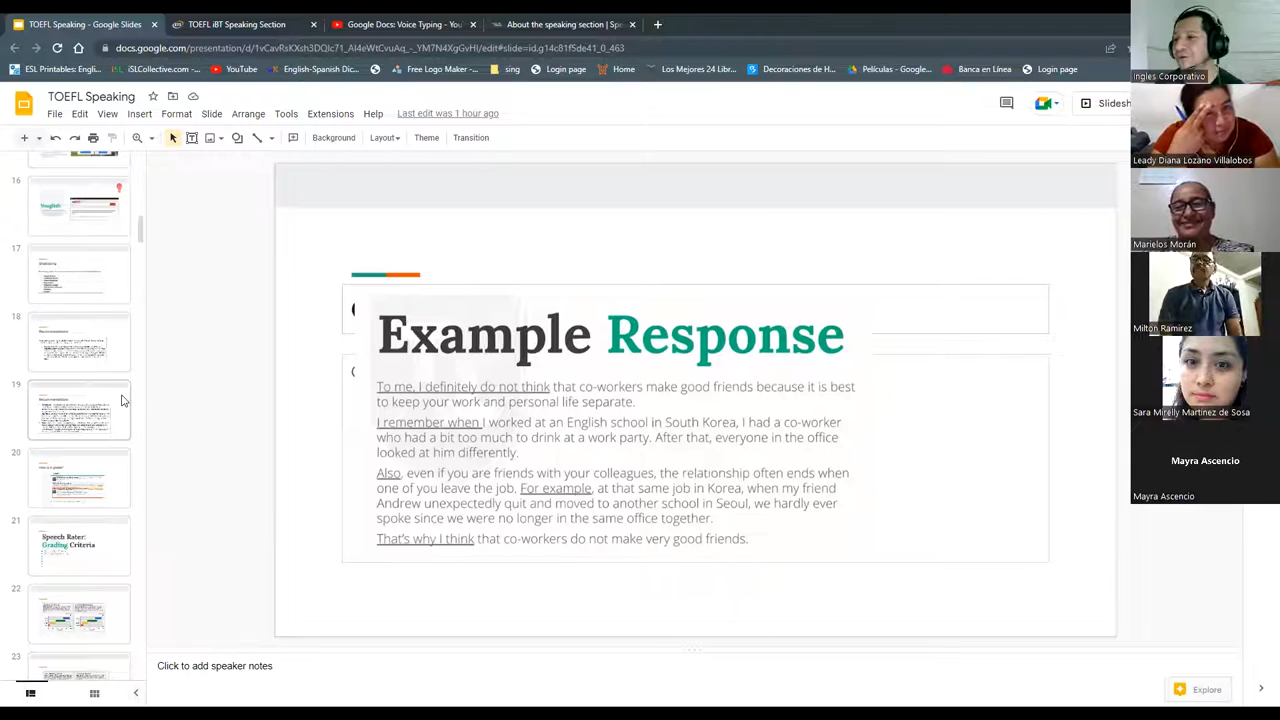 TOEFL Speaking - Google Slides
TOEFL iBT Speaking Section
Google Docs: Voice Typing - You
About the speaking section | Spe
docs.google.com
ESL Printables: Engli...
iSLCollective.com -...
YouTube
English-Spanish Dic...
Login page
Free Logo Maker -...
sing
Login page
Home
Los Mejores 24 Libr...
Decoraciones de H...
Películas - Google...
Banca en Línea
Login page
TOEFL Speaking
File Edit View Insert Format Slide Arrange Tools Extensions Help
Last edit was 1 hour ago
Slidesh
Background
Layout
Theme
Transition
16
17
18
19
20
21
Speech Rater:
Grading Criteria
22
23
Example Response
To me, I definitely do not think that co-workers make good friends because it is best
to keep your work and personal life separate.
I remember when I worked at an English school in South Korea, I had a co-worker
who had a bit too much to drink at a work party. After that, everyone in the office
looked at him differently.
Also, even if you are friends with your colleagues, the relationship often ends when
one of you leave the job. For example, at that same job in Korea, when my friend
Andrew unexpectedly quit and moved to another school in Seoul, we hardly ever
spoke since we were no longer in the same office together.
That's why I think that co-workers do not make very good friends.
Click to add speaker notes
Explore
Ingles Corporativo
Leady Diana Lozano Villalobos
Marielos Morán
Milton Ramirez
Sara Mirelly Martinez de Sosa
Mayra Ascencio
Mayra Ascencio